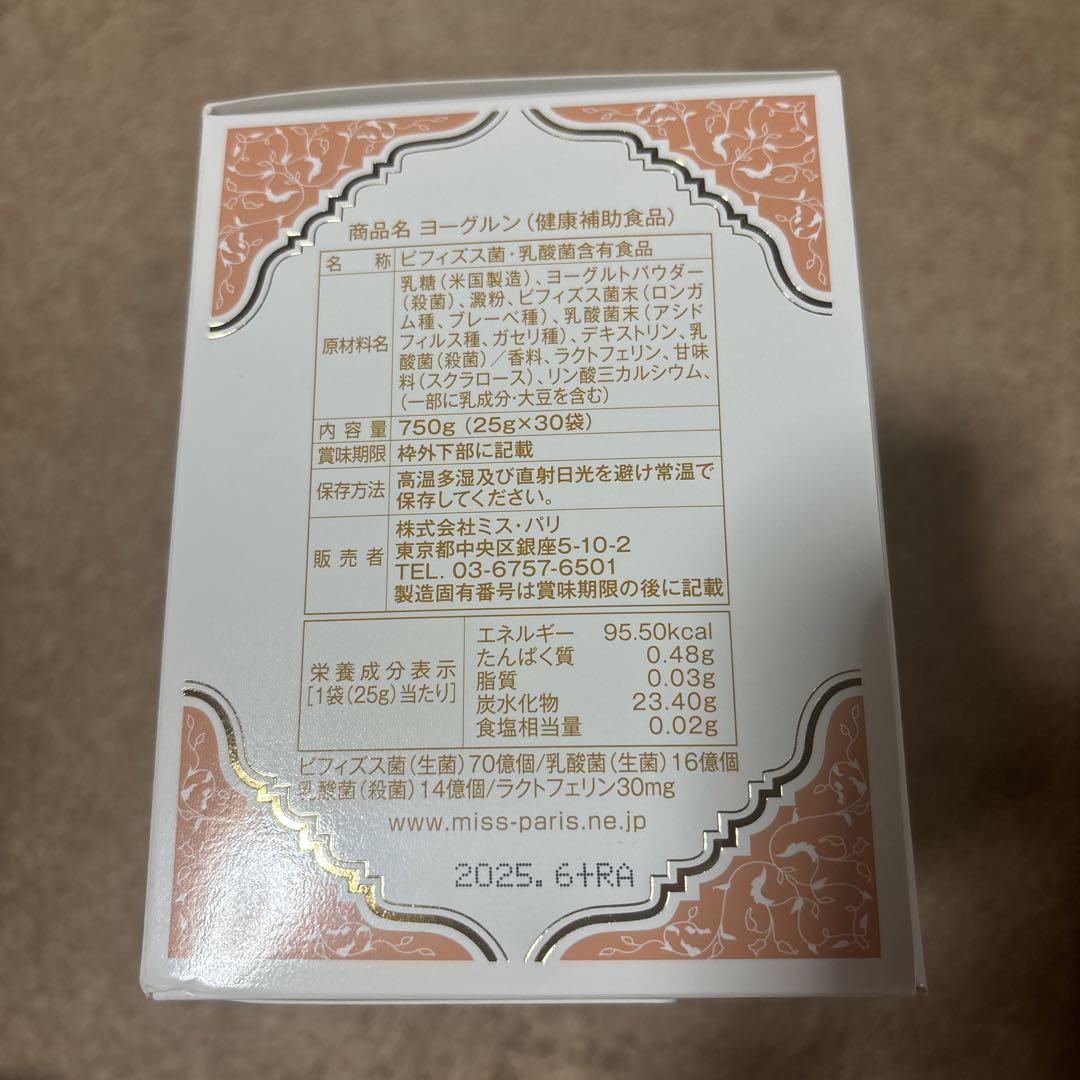 商品名 ヨーグルン(健康補助食品)
名称 ビフィズス菌・乳酸菌含有食品
原材料名 乳糖(米国製造)、ヨーグルトパウダー
(殺菌)、澱粉、ビフィズス菌末(ロンガ
ム種、ブレーベ種)、乳酸菌末(アシド
フィルス種、ガセリ種)、デキストリン、乳
酸菌(殺菌)/香料、ラクトフェリン、甘味
料(スクラロース)、リン酸三カルシウム、
(一部に乳成分・大豆を含む)
内容量 750g (25g×30袋)
賞味期限 枠外下部に記載
保存方法 高温多湿及び直射日光を避け常温で
保存してください。
販売者 株式会社ミス・パリ
東京都中央区銀座5-10-2
TEL. 03-6757-6501
製造固有番号は賞味期限の後に記載
栄養成分表示
[1袋(25g)当たり]
エネルギー 95.50kcal
たんぱく質 0.48g
脂質 0.03g
炭水化物 23.40g
食塩相当量 0.02g
ビフィズス菌(生菌)70億個/乳酸菌(生菌)16億個
乳酸菌(殺菌)14億個/ラクトフェリン30mg
www.miss-paris.ne.jp
2025. 6+RA